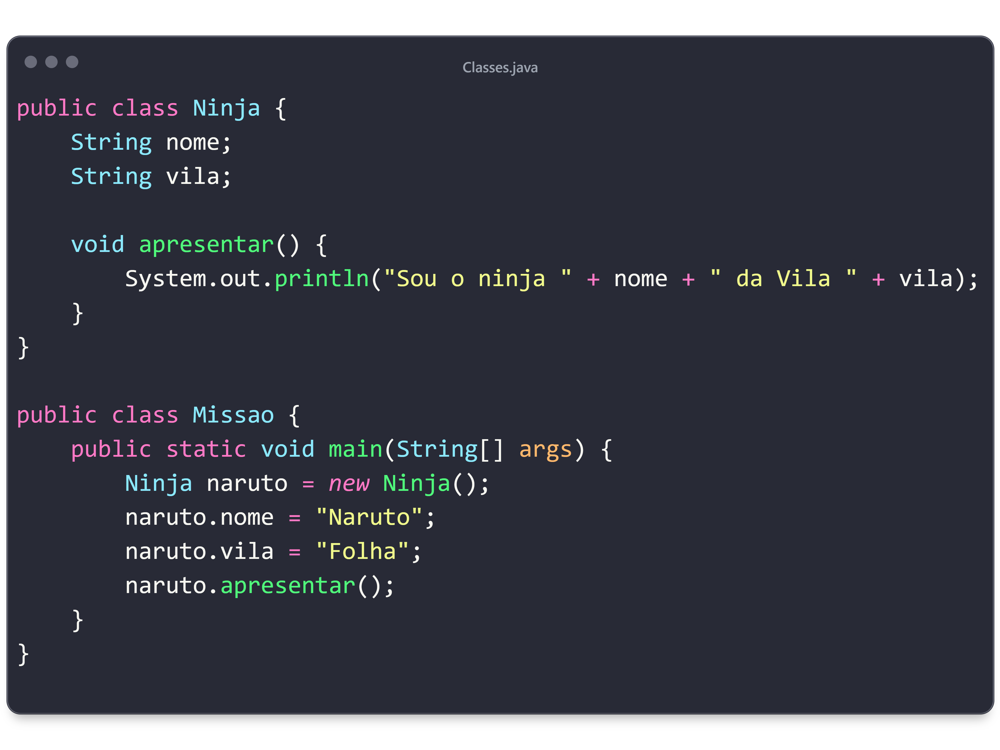 Classes.java
public class Ninja {
    String nome;
    String vila;

    void apresentar() {
        System.out.println("Sou o ninja " + nome + " da Vila " + vila);
    }
}

public class Missao {
    public static void main(String[] args) {
        Ninja naruto = new Ninja();
        naruto.nome = "Naruto";
        naruto.vila = "Folha";
        naruto.apresentar();
    }
}